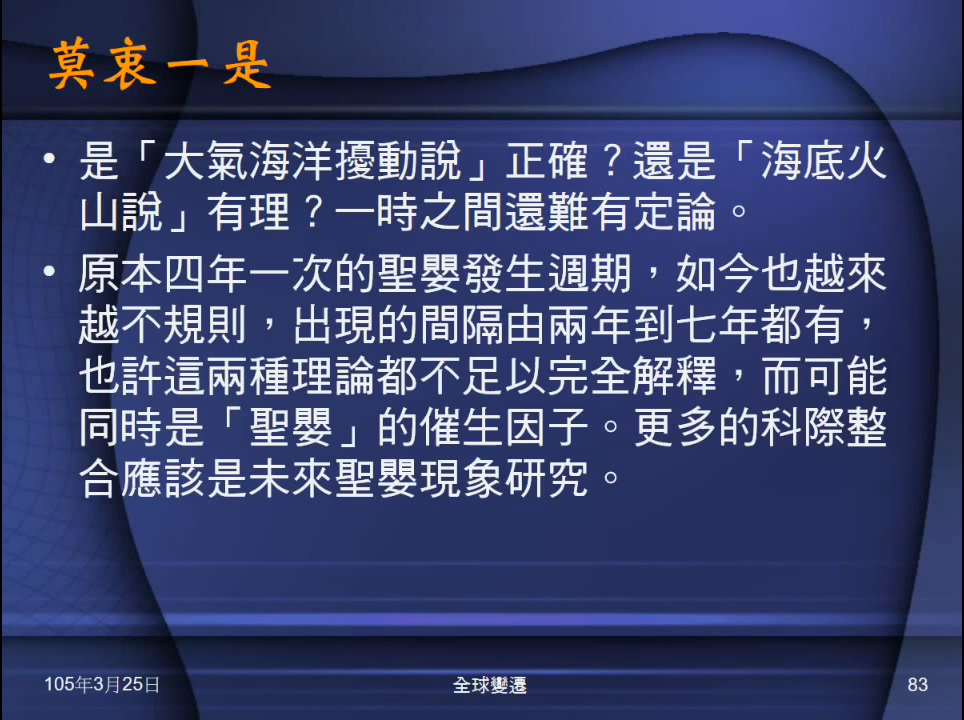 莫衷一是
• 是「大氣海洋擾動說」正確？還是「海底火
山說」有理？一時之間還難有定論。
• 原本四年一次的聖嬰發生週期，如今也越來
越不規則，出現的間隔由兩年到七年都有，
也許這兩種理論都不足以完全解釋，而可能
同時是「聖嬰」的催生因子。更多的科際整
合應該是未來聖嬰現象研究。
105年3月25日
全球變遷
83